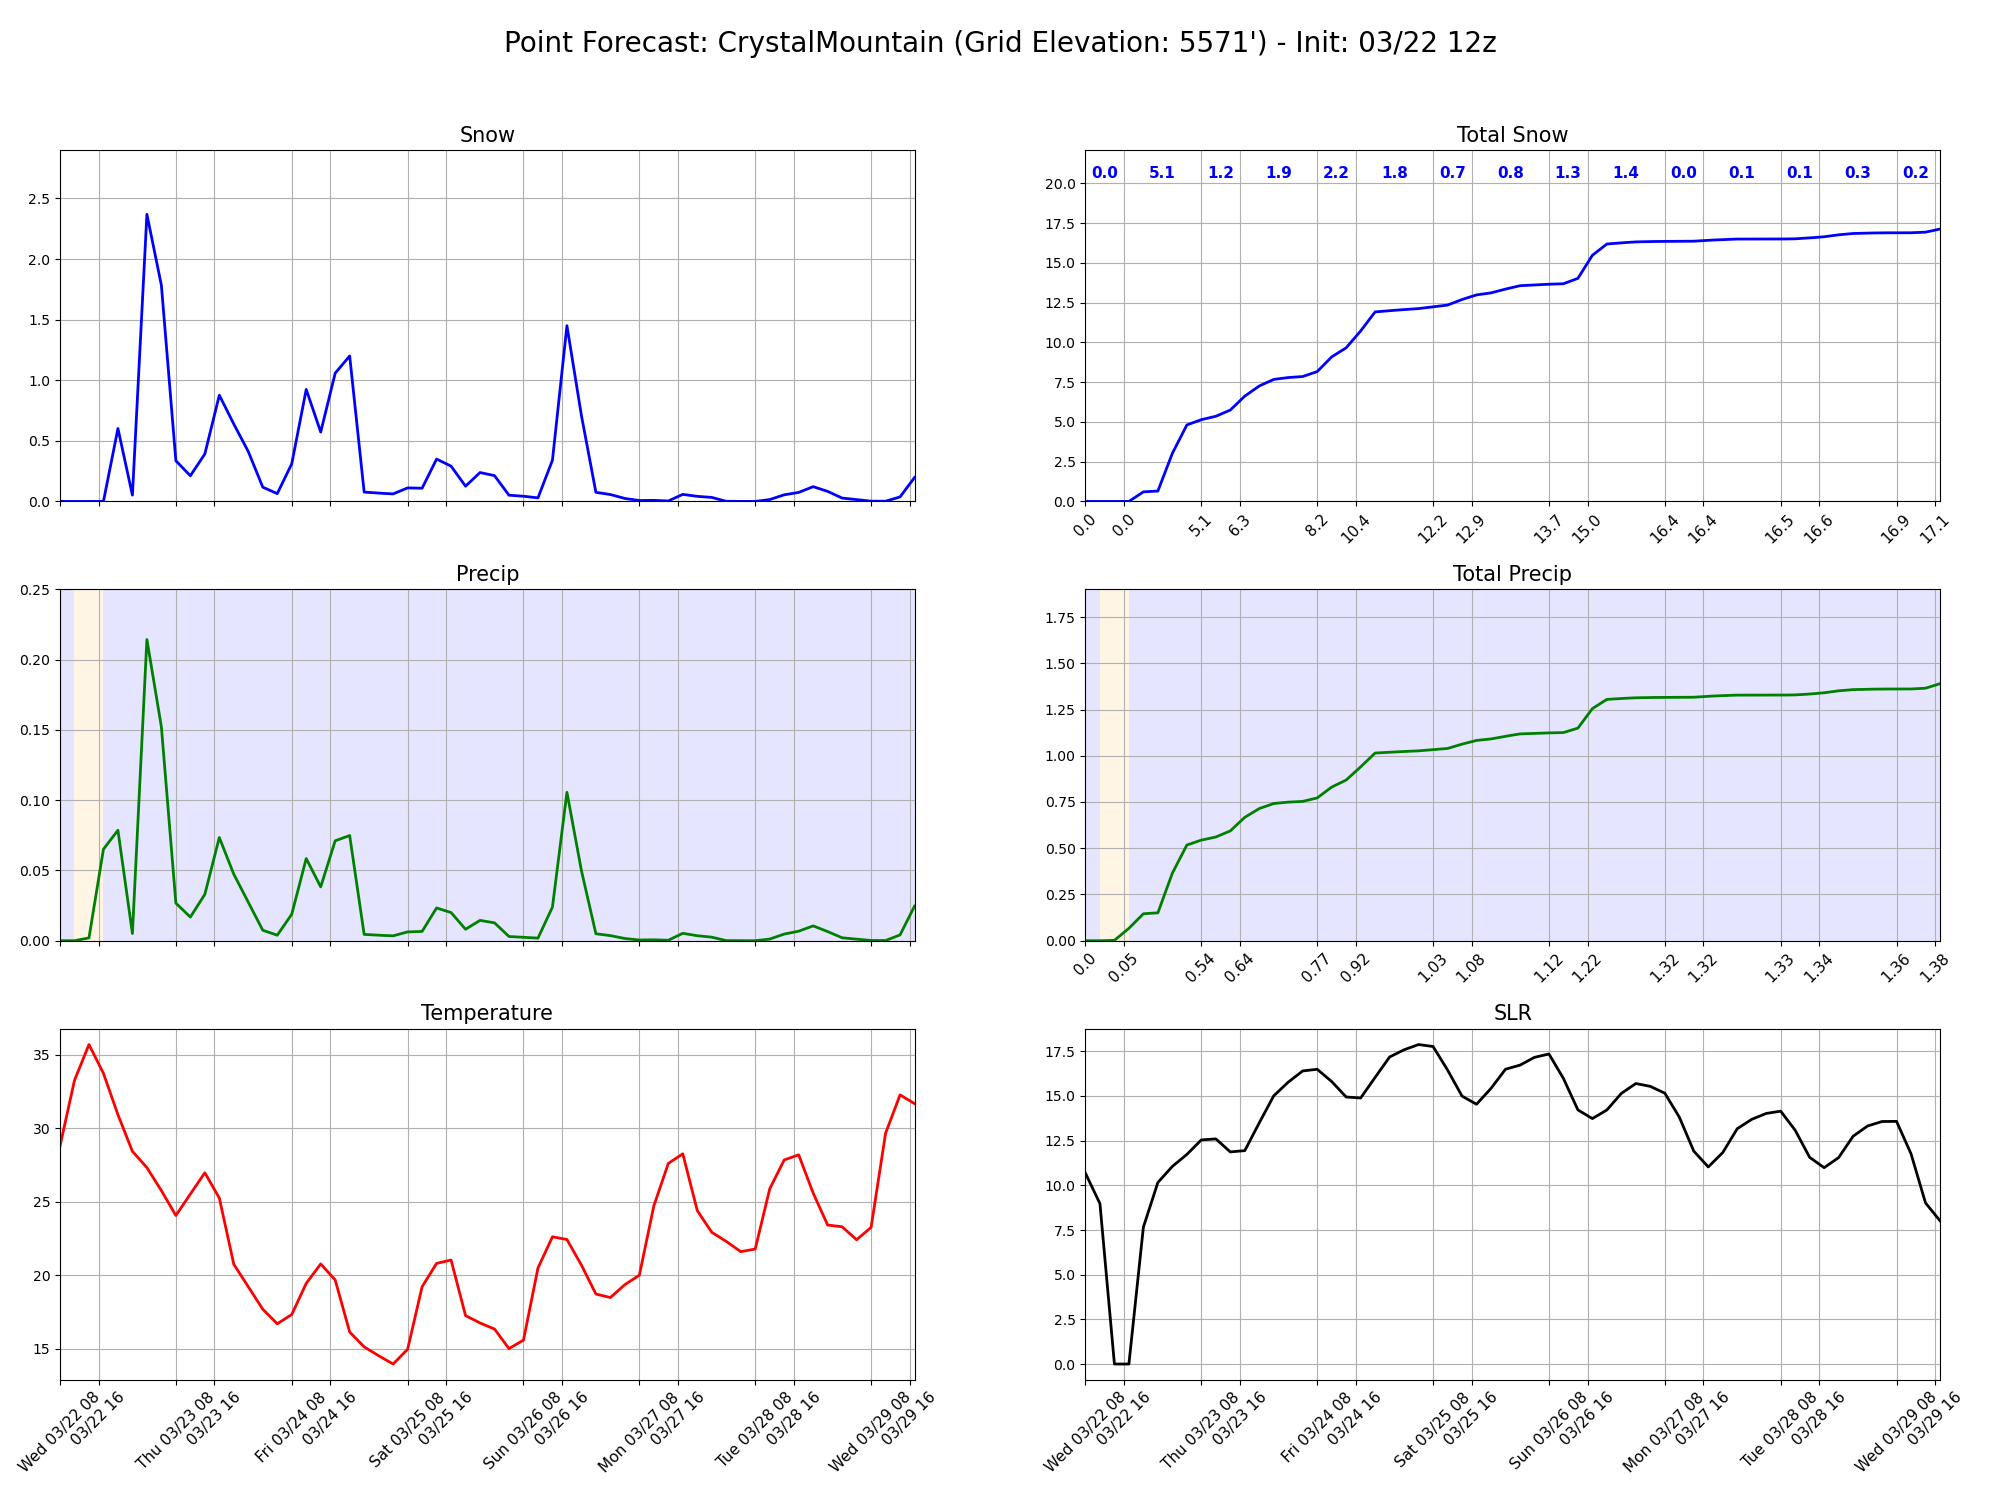 Point Forecast: CrystalMountain (Grid Elevation: 5571') - Init: 03/22 12z
Snow
2.5
2.0
1.5
1.0
0.5
0.0
Total Snow
0.0 5.1 1.2 1.9 2.2 1.8 0.7 0.8 1.3 1.4 0.0 0.1 0.1 0.3 0.2
20.0
17.5
15.0
12.5
10.0
7.5
5.0
2.5
0.0
0.0 0.0 5.1 6.3 8.2 10.4 12.2 12.9 13.7 15.0 16.4 16.4 16.5 16.6 16.9 17.1
Precip
0.25
0.20
0.15
0.10
0.05
0.00
Total Precip
1.75
1.50
1.25
1.00
0.75
0.50
0.25
0.00
0.0 0.05 0.54 0.64 0.77 0.92 1.03 1.08 1.12 1.22 1.32 1.32 1.33 1.34 1.36 1.38
Temperature
35
30
25
20
15
Wed 03/22 08
03/22 16
Thu 03/23 08
03/23 16
Fri 03/24 08
03/24 16
Sat 03/25 08
03/25 16
Sun 03/26 08
03/26 16
Mon 03/27 08
03/27 16
Tue 03/28 08
03/28 16
Wed 03/29 08
03/29 16
SLR
17.5
15.0
12.5
10.0
7.5
5.0
2.5
0.0
Wed 03/22 08
03/22 16
Thu 03/23 08
03/23 16
Fri 03/24 08
03/24 16
Sat 03/25 08
03/25 16
Sun 03/26 08
03/26 16
Mon 03/27 08
03/27 16
Tue 03/28 08
03/28 16
Wed 03/29 08
03/29 16